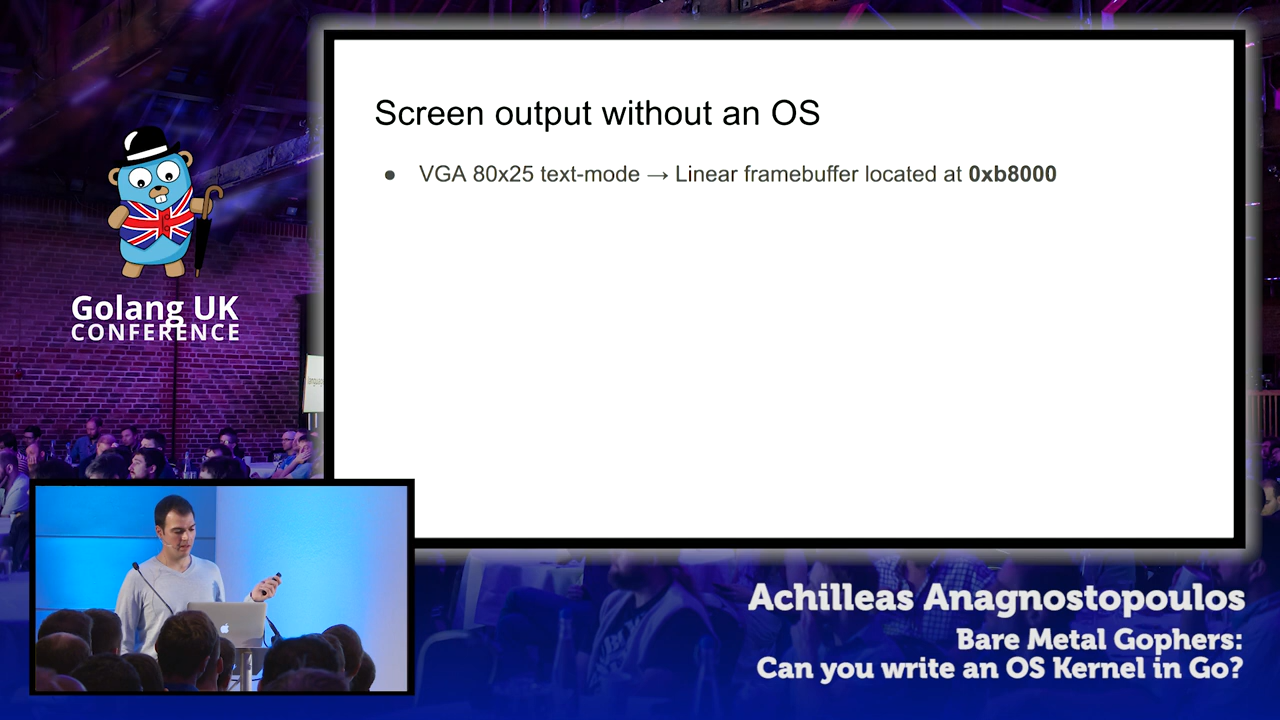 Screen output without an OS
● VGA 80x25 text-mode → Linear framebuffer located at 0xb8000
Golang UK
CONFERENCE
Achilleas Anagnostopoulos
Bare Metal Gophers:
Can you write an OS Kernel in Go?